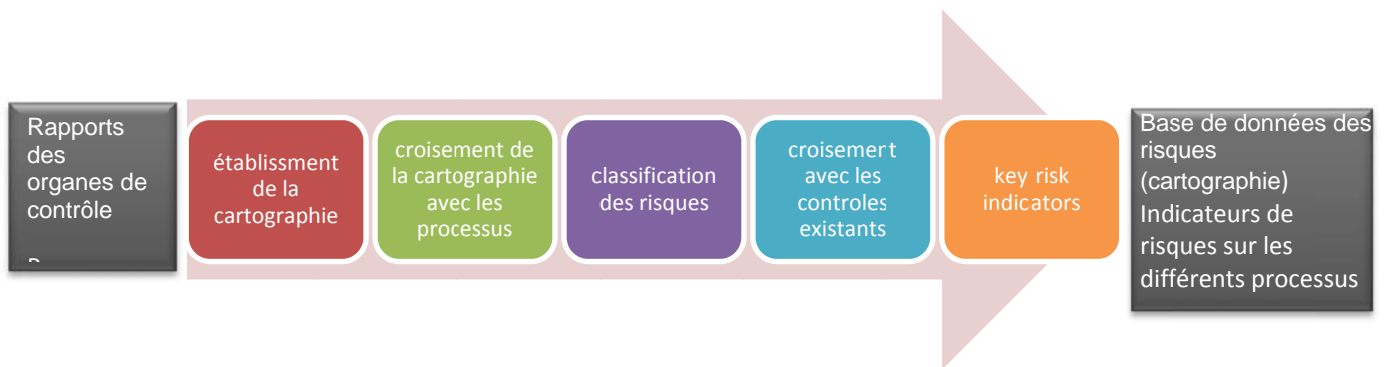 Rapports
des
organes de
contrôle
établissment
de la
cartographie
croisement de
la cartographie
avec les
processus
classification
des risques
croisemert
avec les
controles
existants
key risk
indicators
Base de données des
risques
(cartographie)
Indicateurs de
risques sur les
différents processus